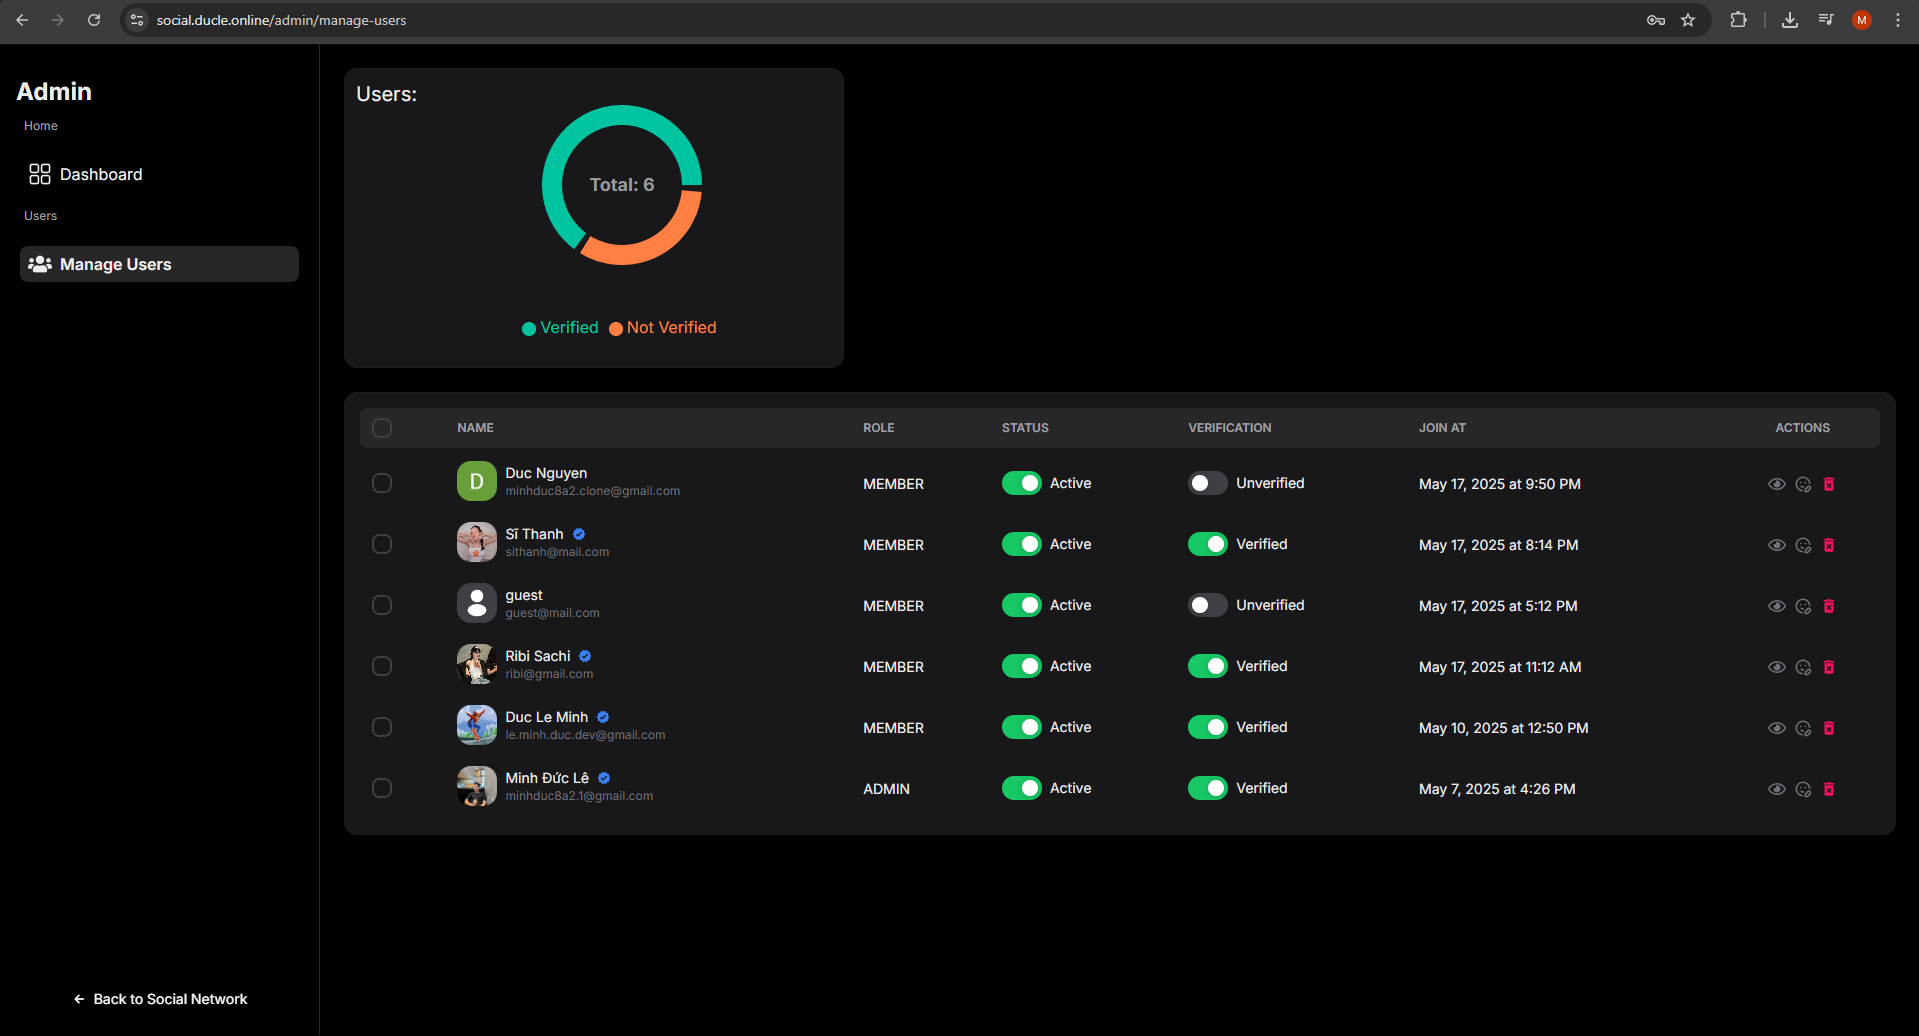 social.ducle.online/admin/manage-users
M
Admin
Home
Dashboard
Users
Manage Users
Users:
Total: 6
Verified Not Verified
NAME ROLE STATUS VERIFICATION JOIN AT ACTIONS
D Duc Nguyen
minhduc8a2.clone@gmail.com
MEMBER Active Unverified May 17, 2025 at 9:50 PM
Sĩ Thanh
sithanh@mail.com
MEMBER Active Verified May 17, 2025 at 8:14 PM
guest
guest@mail.com
MEMBER Active Unverified May 17, 2025 at 5:12 PM
Ribi Sachi
ribi@gmail.com
MEMBER Active Verified May 17, 2025 at 11:12 AM
Duc Le Minh
le.minh.duc.dev@gmail.com
MEMBER Active Verified May 10, 2025 at 12:50 PM
Minh Đức Lê
minhduc8a2.1@gmail.com
ADMIN Active Verified May 7, 2025 at 4:26 PM
Back to Social Network